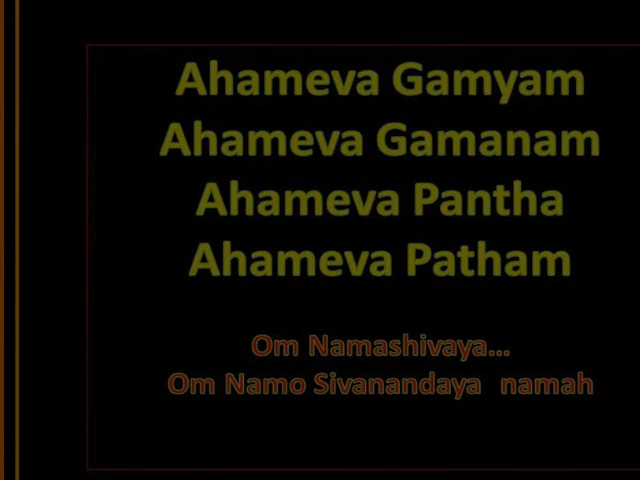 Ahameva Gamyam
Ahameva Gamanam
Ahameva Pantha
Ahameva Patham
Om Namashivaya...
Om Namo Sivanandaya namah